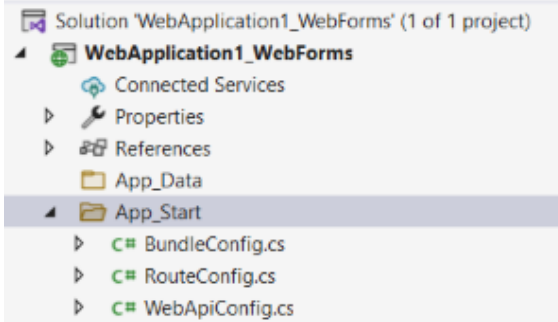 Solution 'WebApplication1_WebForms' (1 of 1 project)
WebApplication1_WebForms
Connected Services
Properties
References
App_Data
App_Start
C# BundleConfig.cs
C# RouteConfig.cs
C# WebApiConfig.cs